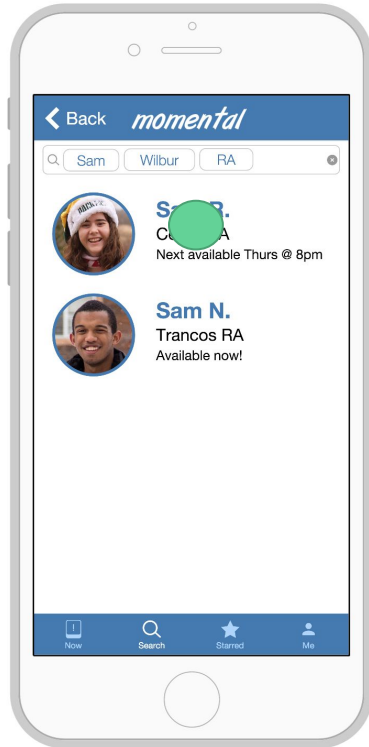 Back
momental
Sam Wilbur RA
Next available Thurs @ 8pm
Sam N.
Trancos RA
Available now!
Now Search Starred Me